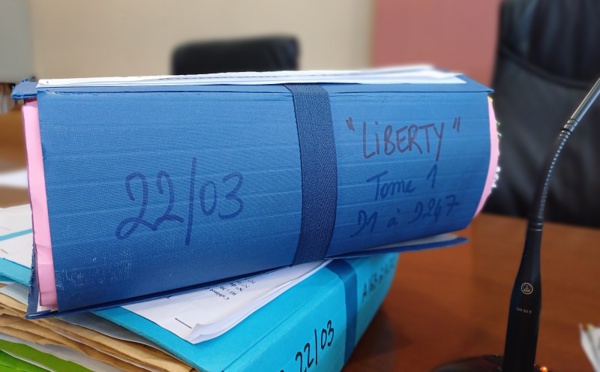 22/03
"LiBERTY"
Tome 1
D1 à D247
22/03